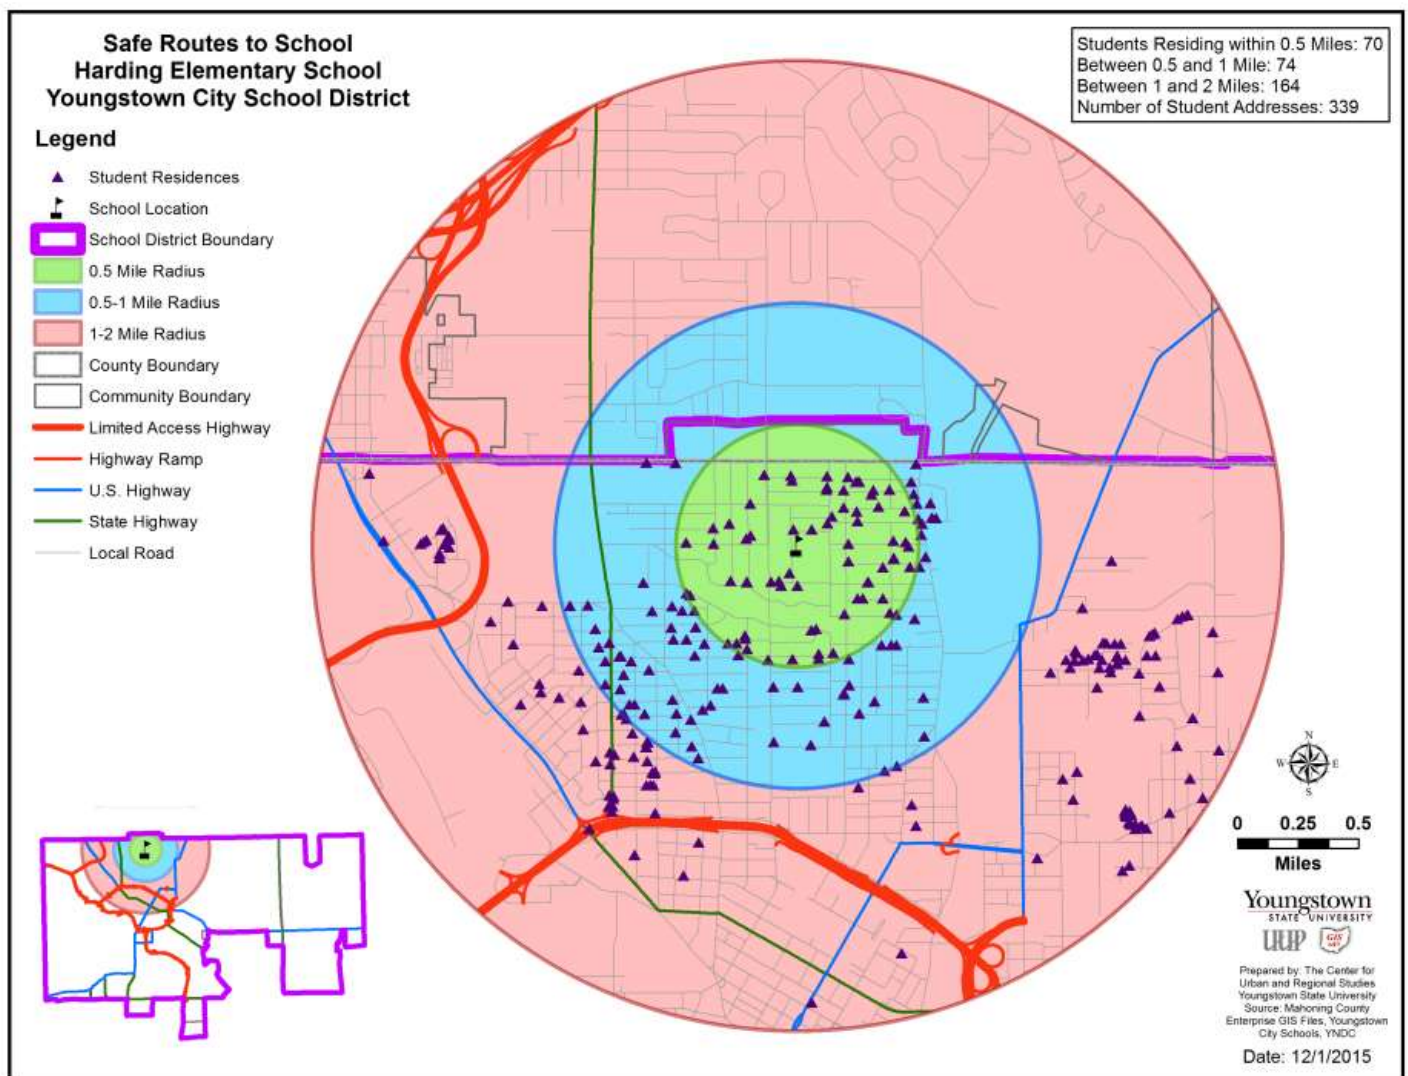 Safe Routes to School
Harding Elementary School
Youngstown City School District
Legend
Student Residences
School Location
School District Boundary
0.5 Mile Radius
0.5-1 Mile Radius
1-2 Mile Radius
County Boundary
Community Boundary
Limited Access Highway
Highway Ramp
U.S. Highway
State Highway
Local Road
Students Residing within 0.5 Miles: 70
Between 0.5 and 1 Mile: 74
Between 1 and 2 Miles: 164
Number of Student Addresses: 339
N
W E
S
0 0.25 0.5
Miles
Youngstown
STATE UNIVERSITY
UUP GIS
Prepared by: The Center for
Urban and Regional Studies
Youngstown State University
Source: Mahoning County
Enterprise GIS Files, Youngstown
City Schools, YNDC
Date: 12/1/2015